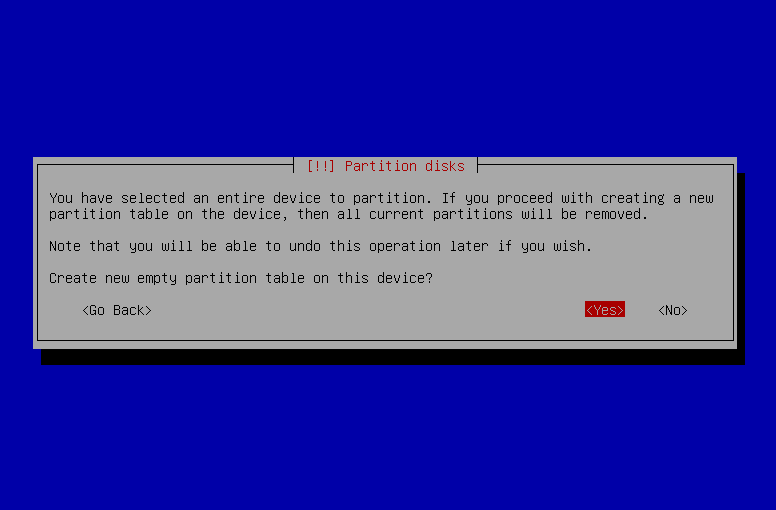 [!!] Partition disks
You have selected an entire device to partition. If you proceed with creating a new
partition table on the device, then all current partitions will be removed.
Note that you will be able to undo this operation later if you wish.
Create new empty partition table on this device?
<Go Back> <Yes> <No>